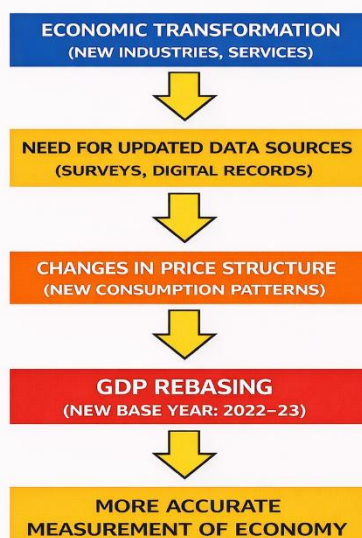 ECONOMIC TRANSFORMATION
(NEW INDUSTRIES, SERVICES)
NEED FOR UPDATED DATA SOURCES
(SURVEYS, DIGITAL RECORDS)
CHANGES IN PRICE STRUCTURE
(NEW CONSUMPTION PATTERNS)
GDP REBASING
(NEW BASE YEAR: 2022–23)
MORE ACCURATE
MEASUREMENT OF ECONOMY